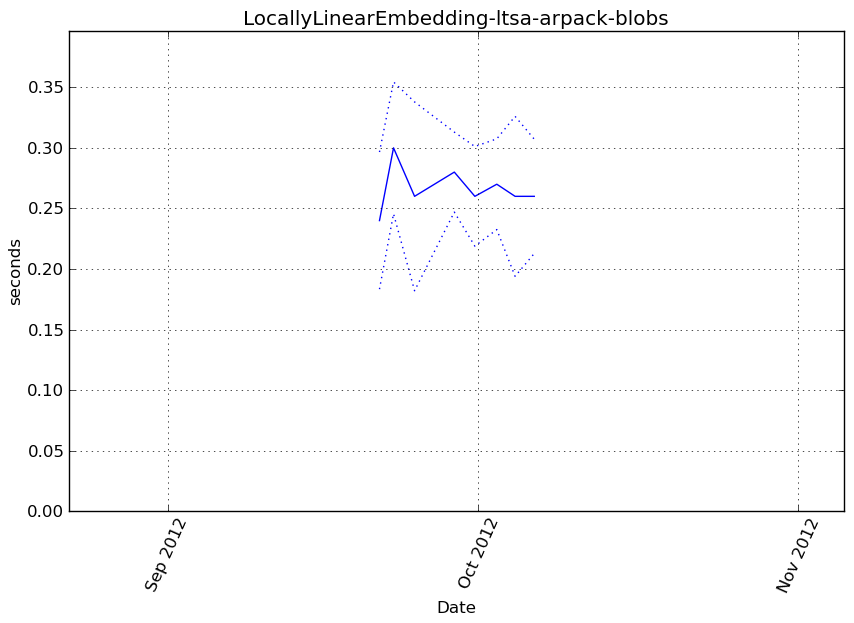 LocallyLinearEmbedding-ltsa-arpack-blobs
0.35
0.30
0.25
0.20
0.15
0.10
0.05
0.00
seconds
Sep 2012
Oct 2012
Nov 2012
Date